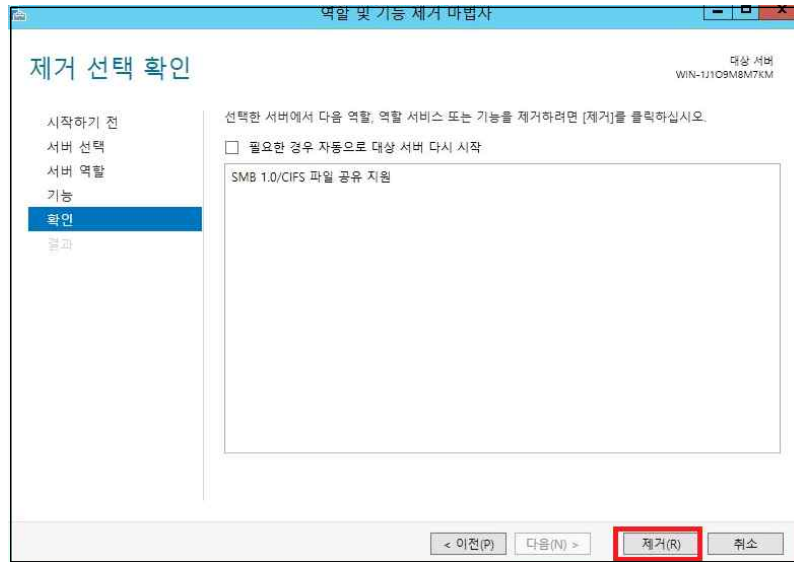 역할 및 기능 제거 마법사
제거 선택 확인
대상 서버
WIN-1J1O9M8M7KM
시작하기 전
서버 선택
서버 역할
기능
확인
결과
선택한 서버에서 다음 역할, 역할 서비스 또는 기능을 제거하려면 [제거]를 클릭하십시오.
필요한 경우 자동으로 대상 서버 다시 시작
SMB 1.0/CIFS 파일 공유 지원
< 이전(P) 다음(N) > 제거(R) 취소